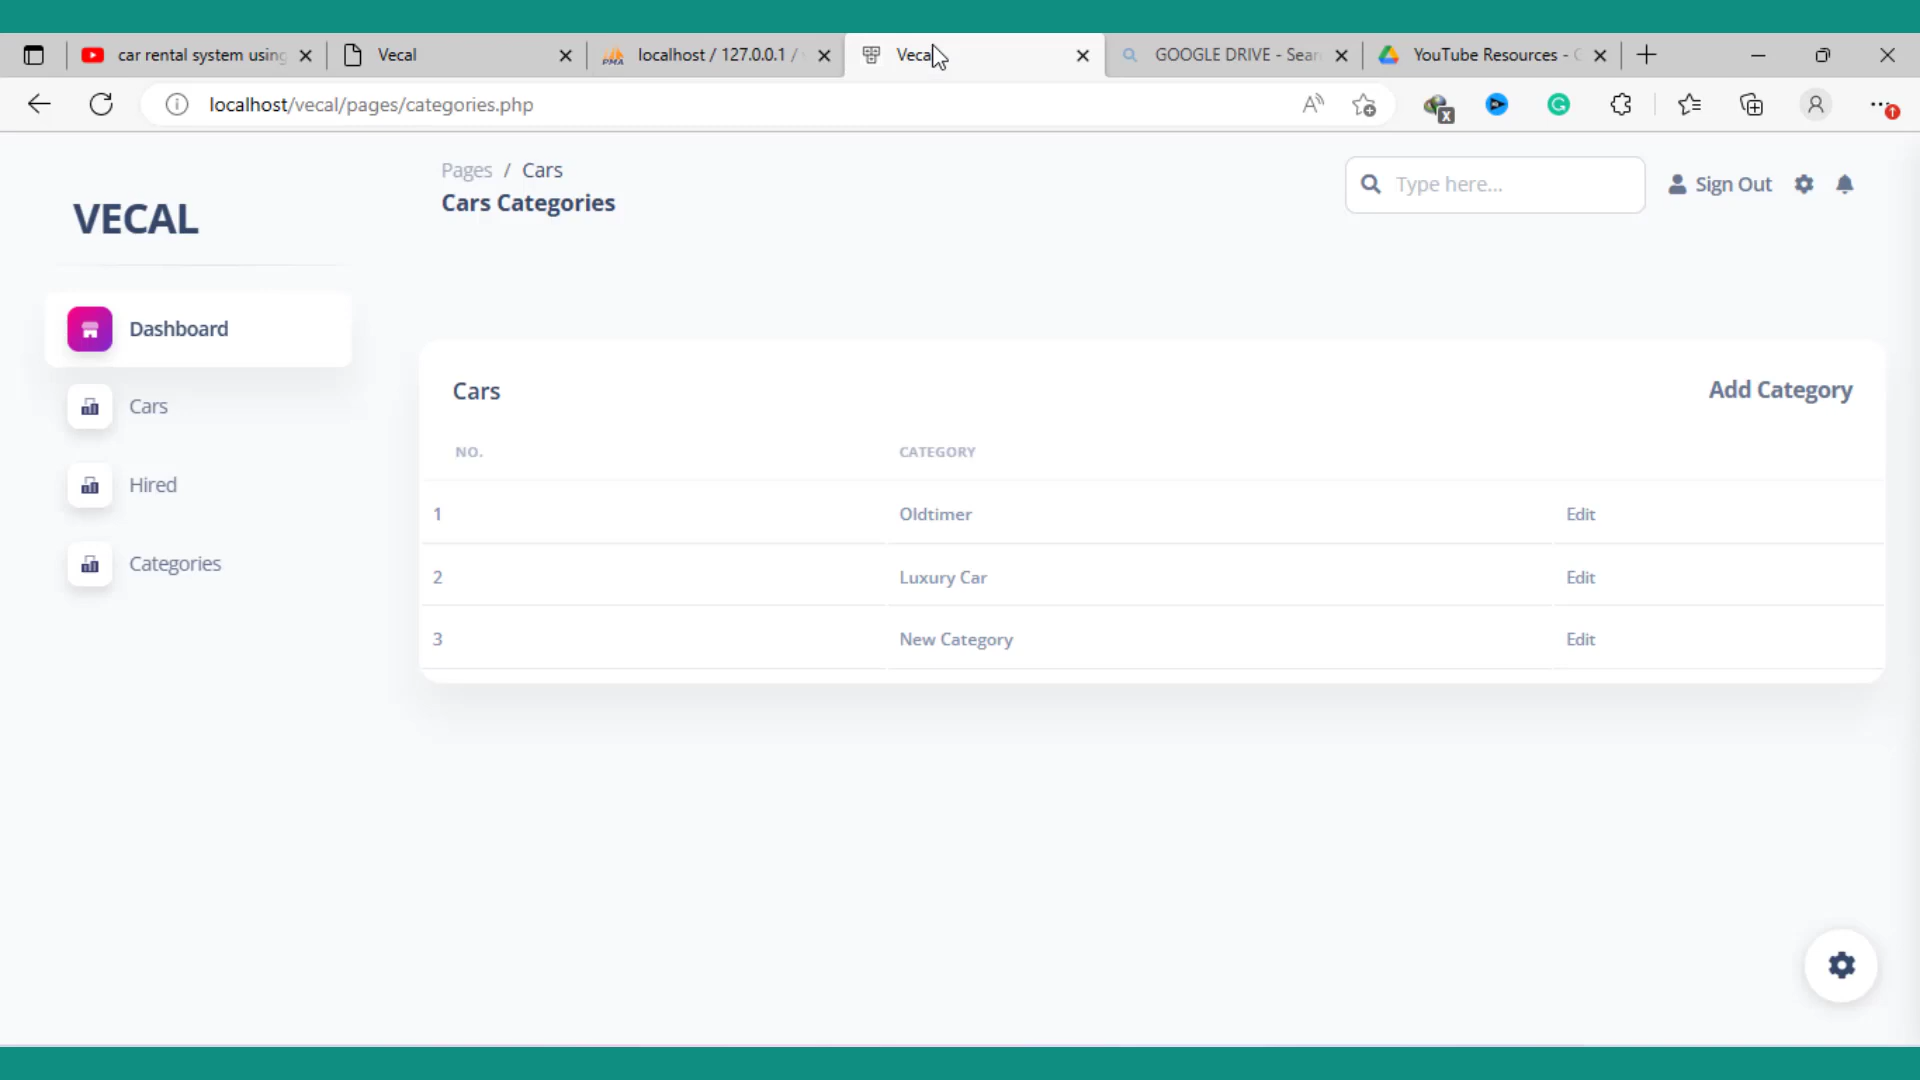 car rental system using
Vecal
localhost / 127.0.0.1 /
Vecal
GOOGLE DRIVE - Sear
YouTube Resources -
localhost/vecal/pages/categories.php
Pages / Cars
Cars Categories
Type here...
Sign Out
VECAL
Dashboard
Cars
Hired
Categories
Cars
Add Category
NO.
CATEGORY
1
Oldtimer
Edit
2
Luxury Car
Edit
3
New Category
Edit